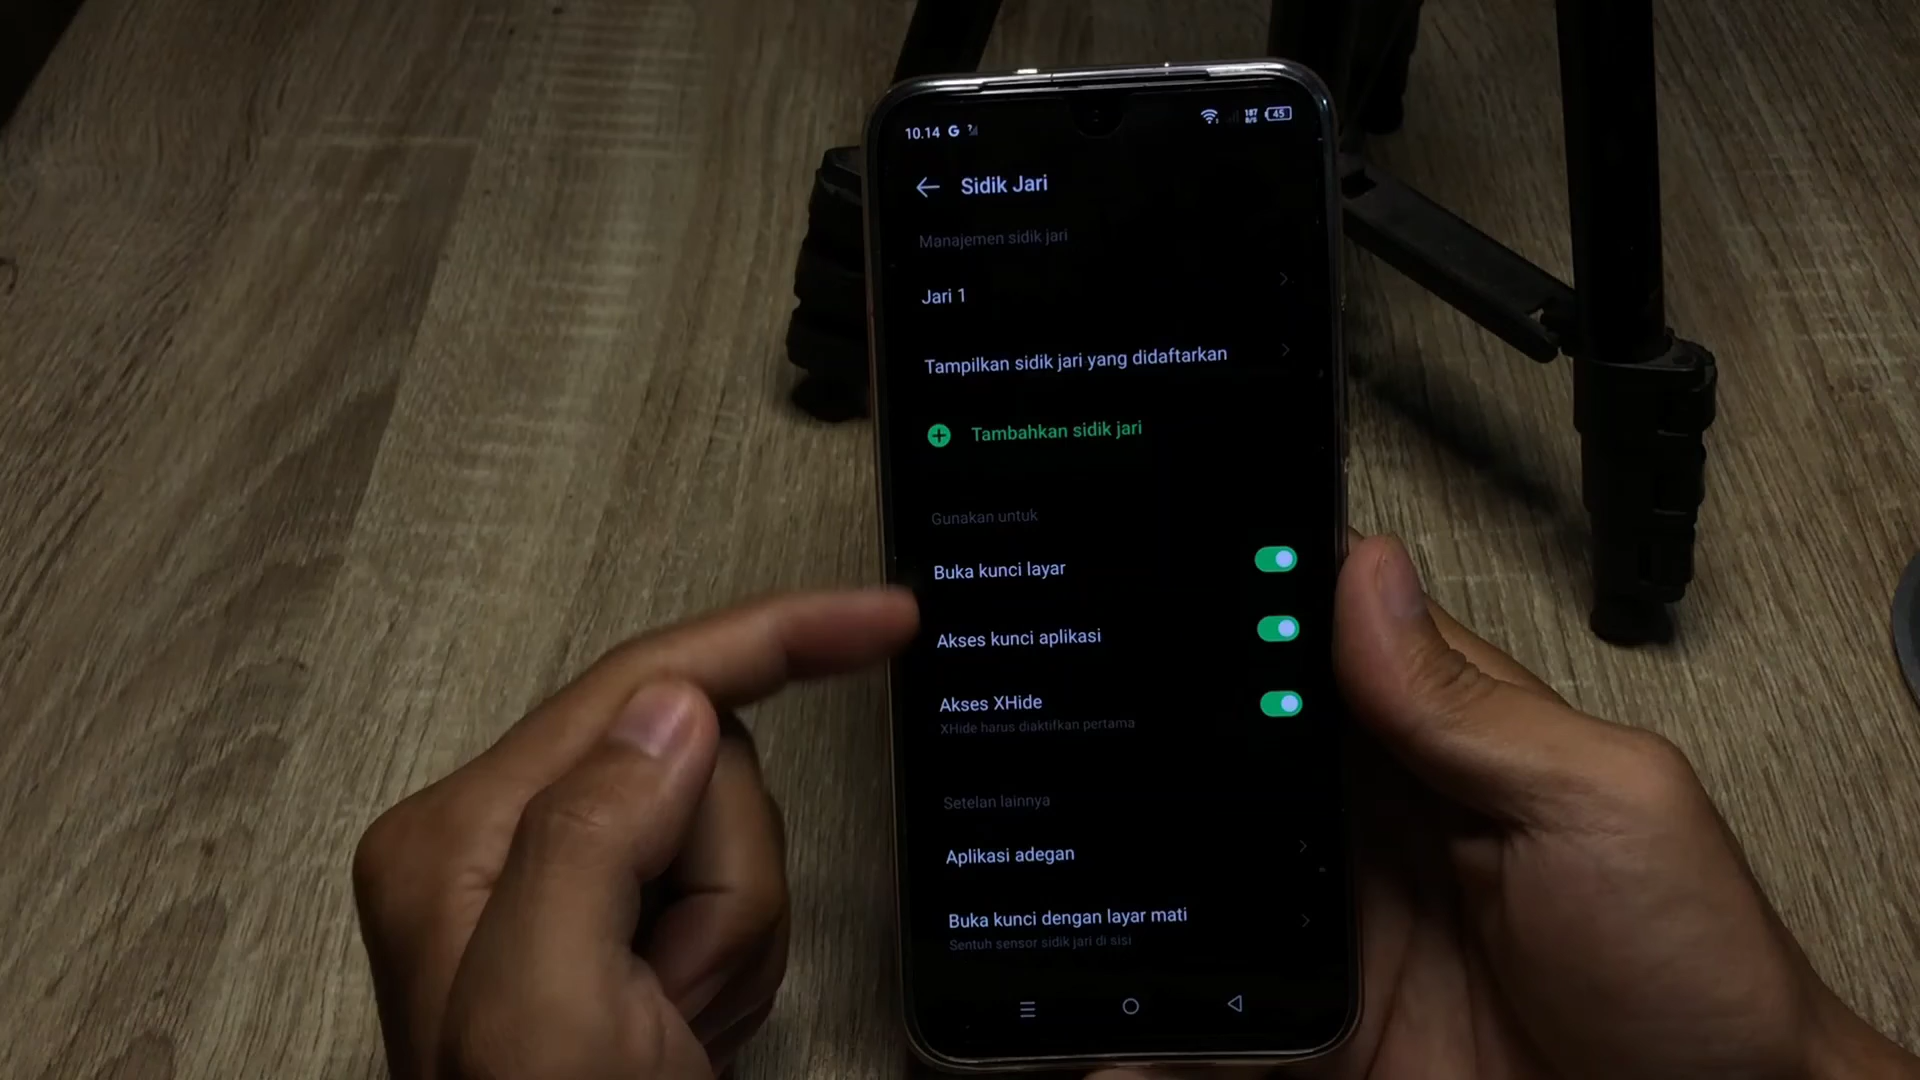 10.14 G
187
B/S
45
Sidik Jari
Manajemen sidik jari
Jari 1
Tampilkan sidik jari yang didaftarkan
Tambahkan sidik jari
Gunakan untuk
Buka kunci layar
Akses kunci aplikasi
Akses XHide
XHide harus diaktifkan pertama
Setelan lainnya
Aplikasi adegan
Buka kunci dengan layar mati
Sentuh sensor sidik jari di sisi